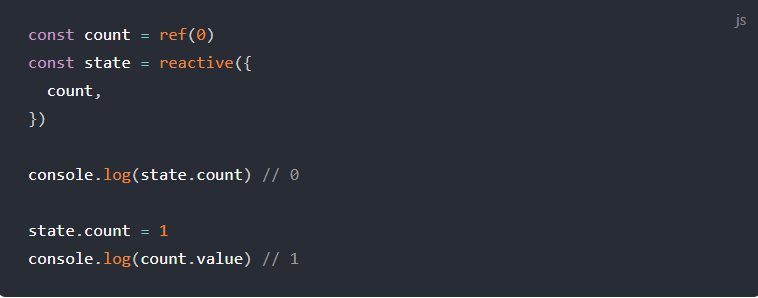 js
const count = ref(0)
const state = reactive({
  count,
})

console.log(state.count) // 0

state.count = 1
console.log(count.value) // 1